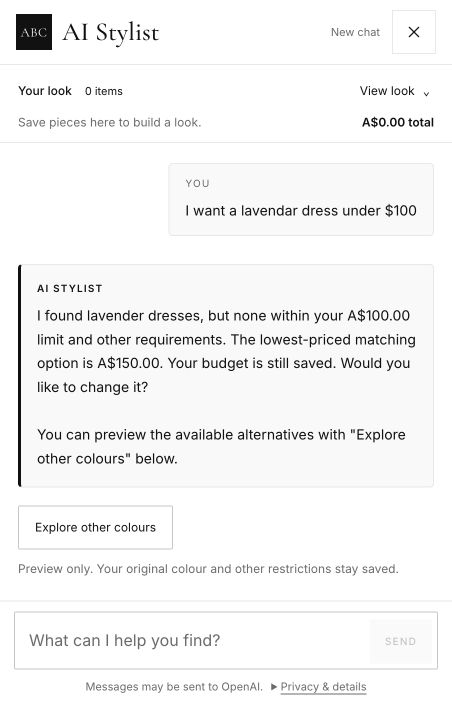 ABC AI Stylist New chat ×
Your look 0 items View look ⌄
Save pieces here to build a look. A$0.00 total
YOU
I want a lavendar dress under $100
AI STYLIST
I found lavender dresses, but none within your A$100.00
limit and other requirements. The lowest-priced matching
option is A$150.00. Your budget is still saved. Would you
like to change it?
You can preview the available alternatives with "Explore
other colours" below.
Explore other colours
Preview only. Your original colour and other restrictions stay saved.
What can I help you find? SEND
Messages may be sent to OpenAI. ▶ Privacy & details